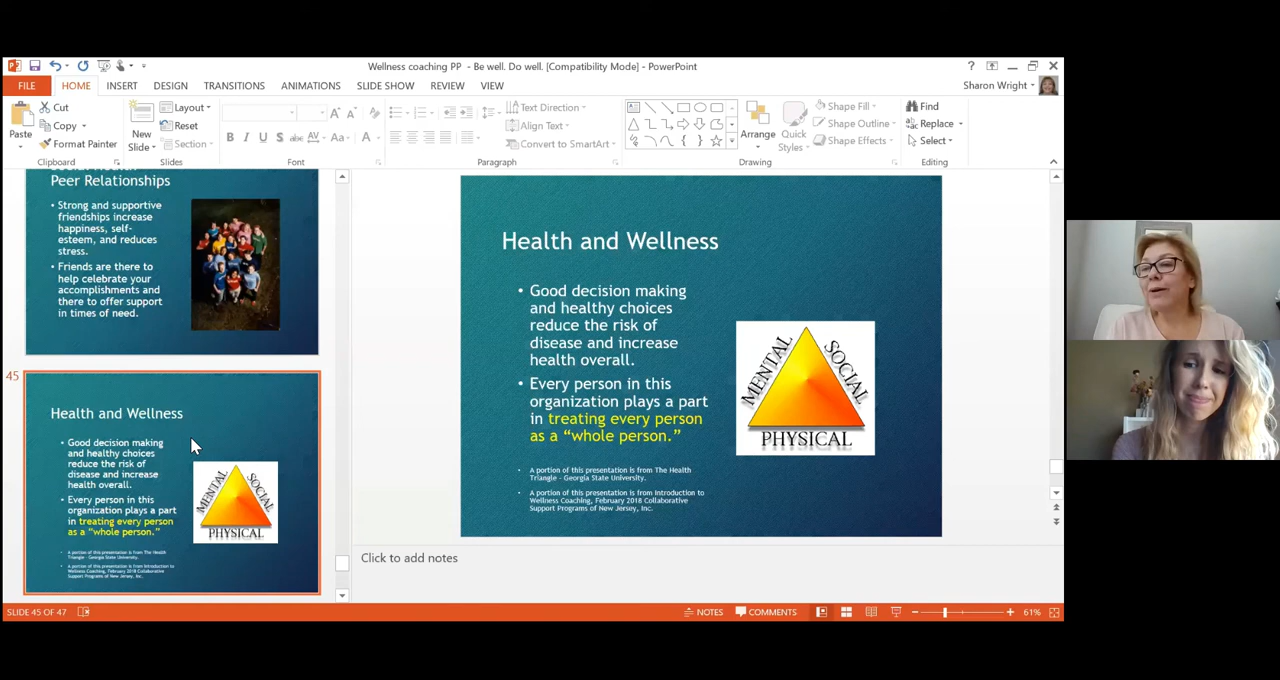 Wellness coaching PP - Be well. Do well. [Compatibility Mode] - PowerPoint
FILE HOME INSERT DESIGN TRANSITIONS ANIMATIONS SLIDE SHOW REVIEW VIEW
Sharon Wright
Paste
Cut
Copy
Format Painter
Clipboard
New
Slide
Layout
Reset
Section
Slides
Font
Text Direction
Align Text
Convert to SmartArt
Paragraph
Arrange
Quick
Styles
Shape Fill
Shape Outline
Shape Effects
Drawing
Find
Replace
Select
Editing
Peer Relationships
• Strong and supportive
friendships increase
happiness, self-
esteem, and reduces
stress.
• Friends are there to
help celebrate your
accomplishments and
there to offer support
in times of need.
45
Health and Wellness
• Good decision making
and healthy choices
reduce the risk of
disease and increase
health overall.
• Every person in this
organization plays a part
in treating every person
as a “whole person.”
• A portion of this presentation is from The Health
Triangle - Georgia State University.
• A portion of this presentation is from Introduction to
Wellness Coaching, February 2018 Collaborative
Support Programs of New Jersey, Inc.
MENTAL
SOCIAL
PHYSICAL
Health and Wellness
• Good decision making
and healthy choices
reduce the risk of
disease and increase
health overall.
• Every person in this
organization plays a part
in treating every person
as a “whole person.”
• A portion of this presentation is from The Health
Triangle - Georgia State University.
• A portion of this presentation is from Introduction to
Wellness Coaching, February 2018 Collaborative
Support Programs of New Jersey, Inc.
MENTAL
SOCIAL
PHYSICAL
Click to add notes
SLIDE 45 OF 47
NOTES
COMMENTS
61%